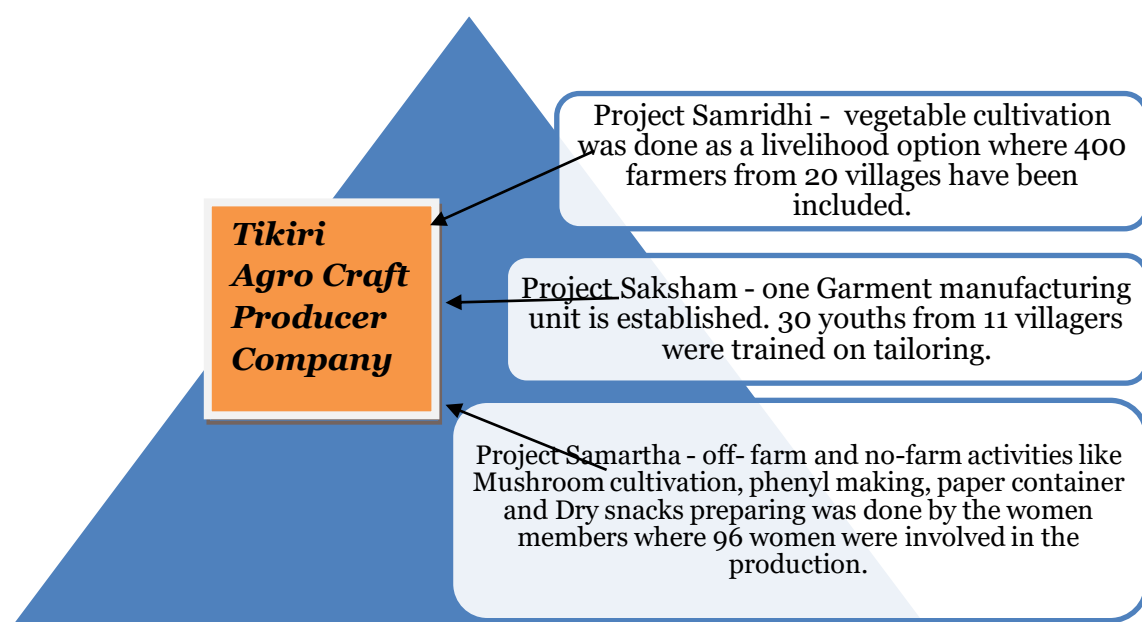 Tikiri
Agro Craft
Producer
Company
Project Samridhi - vegetable cultivation
was done as a livelihood option where 400
farmers from 20 villages have been
included.
Project Saksham - one Garment manufacturing
unit is established. 30 youths from 11 villagers
were trained on tailoring.
Project Samartha - off- farm and no-farm activities like
Mushroom cultivation, phenyl making, paper container
and Dry snacks preparing was done by the women
members where 96 women were involved in the
production.